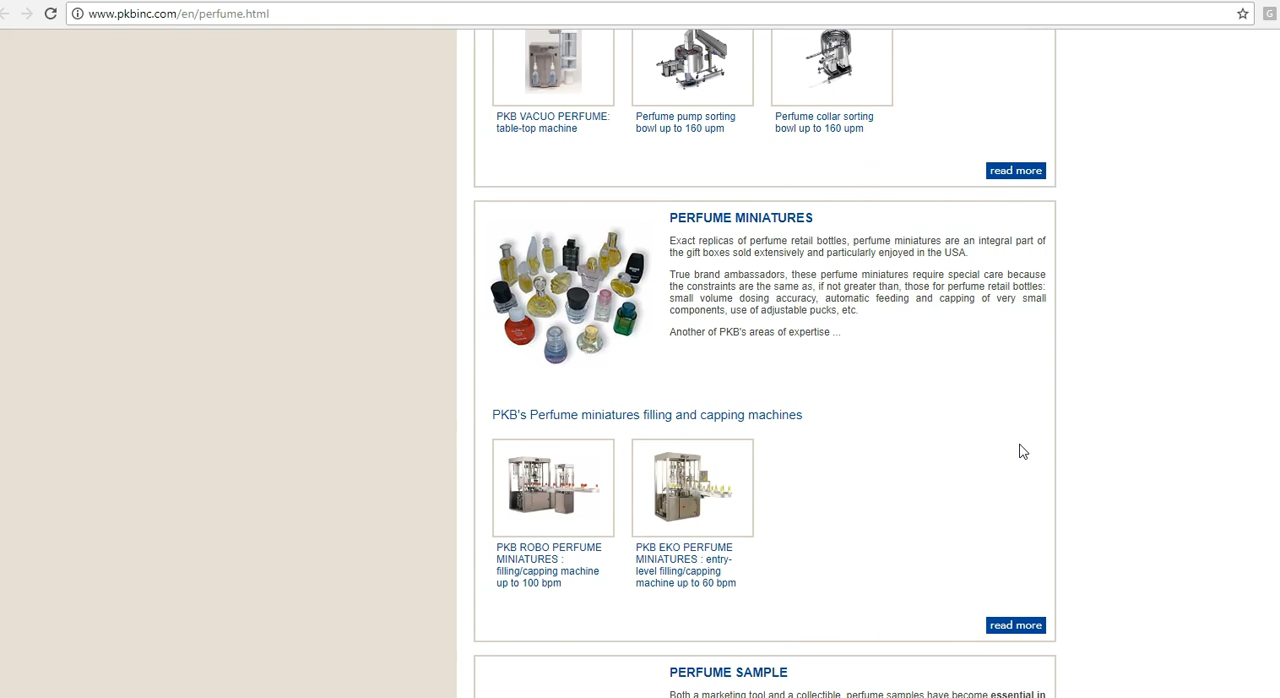 www.pkbinc.com/en/perfume.html
G
PKB VACUO PERFUME:
table-top machine
Perfume pump sorting
bowl up to 160 upm
Perfume collar sorting
bowl up to 160 upm
read more
PERFUME MINIATURES
Exact replicas of perfume retail bottles, perfume miniatures are an integral part of
the gift boxes sold extensively and particularly enjoyed in the USA.
True brand ambassadors, these perfume miniatures require special care because
the constraints are the same as, if not greater than, those for perfume retail bottles:
small volume dosing accuracy, automatic feeding and capping of very small
components, use of adjustable pucks, etc.
Another of PKB's areas of expertise ...
PKB's Perfume miniatures filling and capping machines
PKB ROBO PERFUME
MINIATURES :
filling/capping machine
up to 100 bpm
PKB EKO PERFUME
MINIATURES : entry-
level filling/capping
machine up to 60 bpm
read more
PERFUME SAMPLE
Both a marketing tool and a collectible, perfume samples have become essential in